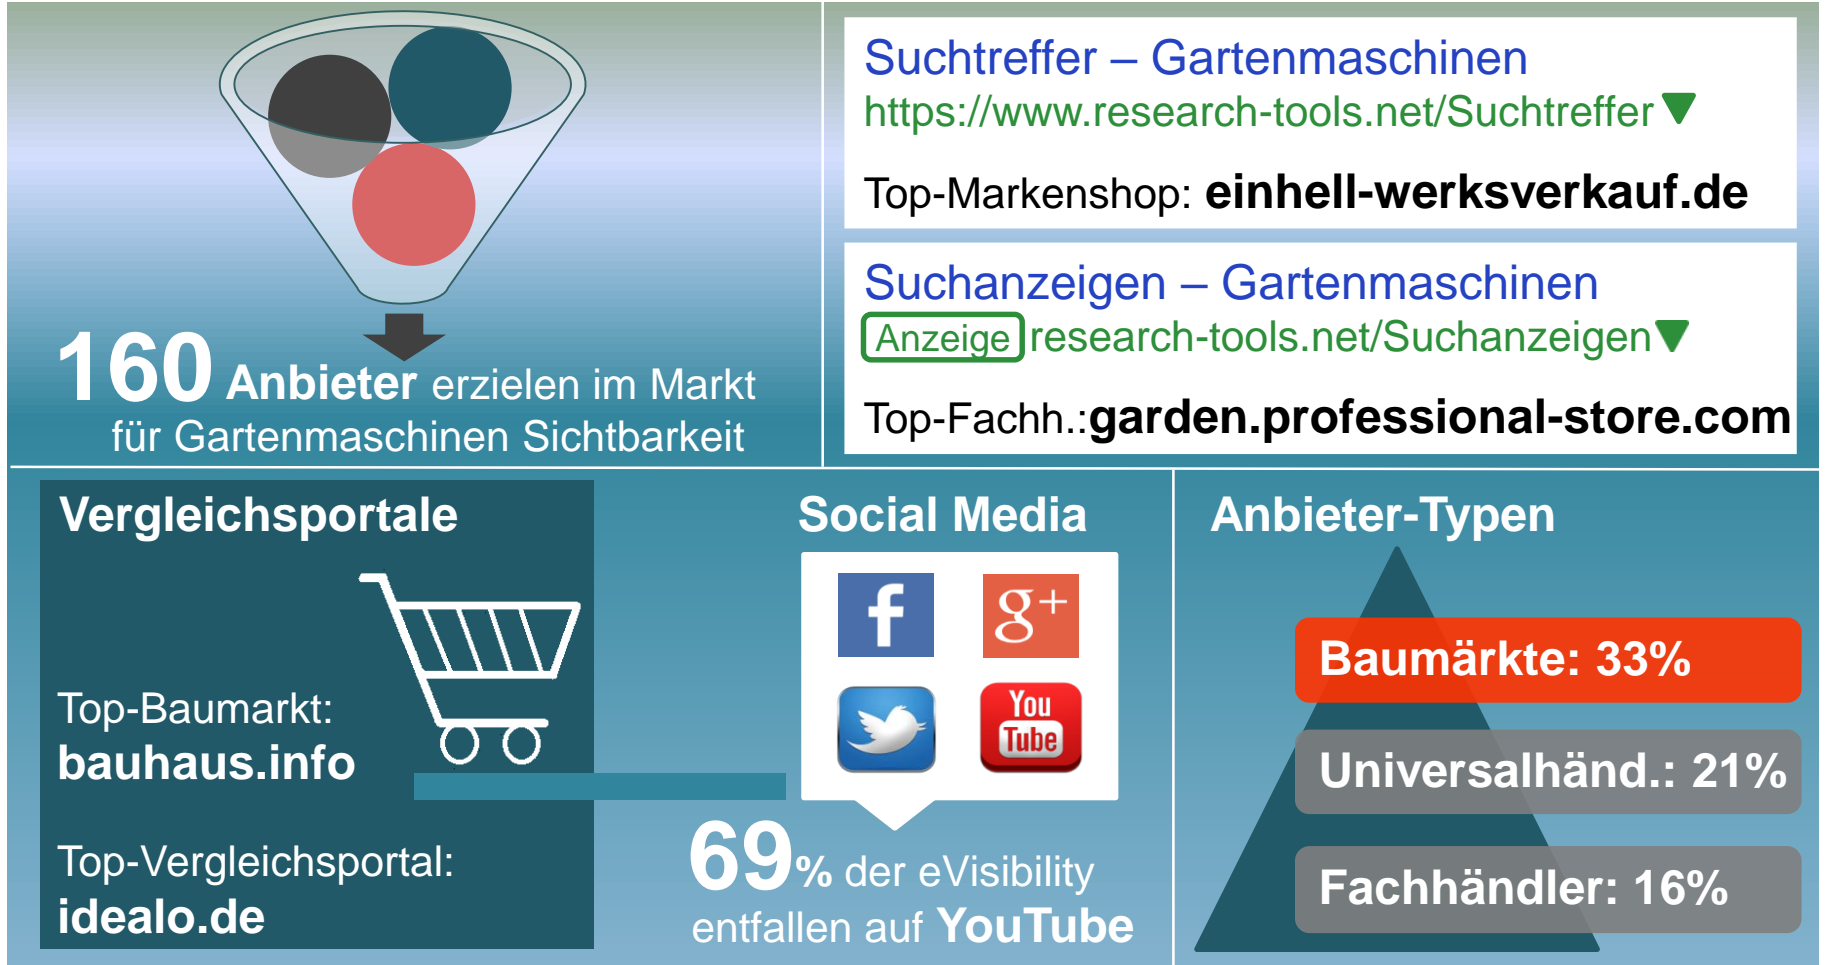 160 Anbieter erzielen im Markt
für Gartenmaschinen Sichtbarkeit
Suchtreffer – Gartenmaschinen
https://www.research-tools.net/Suchtreffer
Top-Markenshop: einhell-werksverkauf.de
Suchanzeigen – Gartenmaschinen
Anzeige research-tools.net/Suchanzeigen
Top-Fachh.:garden.professional-store.com
Vergleichsportale
Top-Baumarkt:
bauhaus.info
Top-Vergleichsportal:
idealo.de
Social Media
f g+
You
Tube
69% der eVisibility
entfallen auf YouTube
Anbieter-Typen
Baumärkte: 33%
Universalhänd.: 21%
Fachhändler: 16%